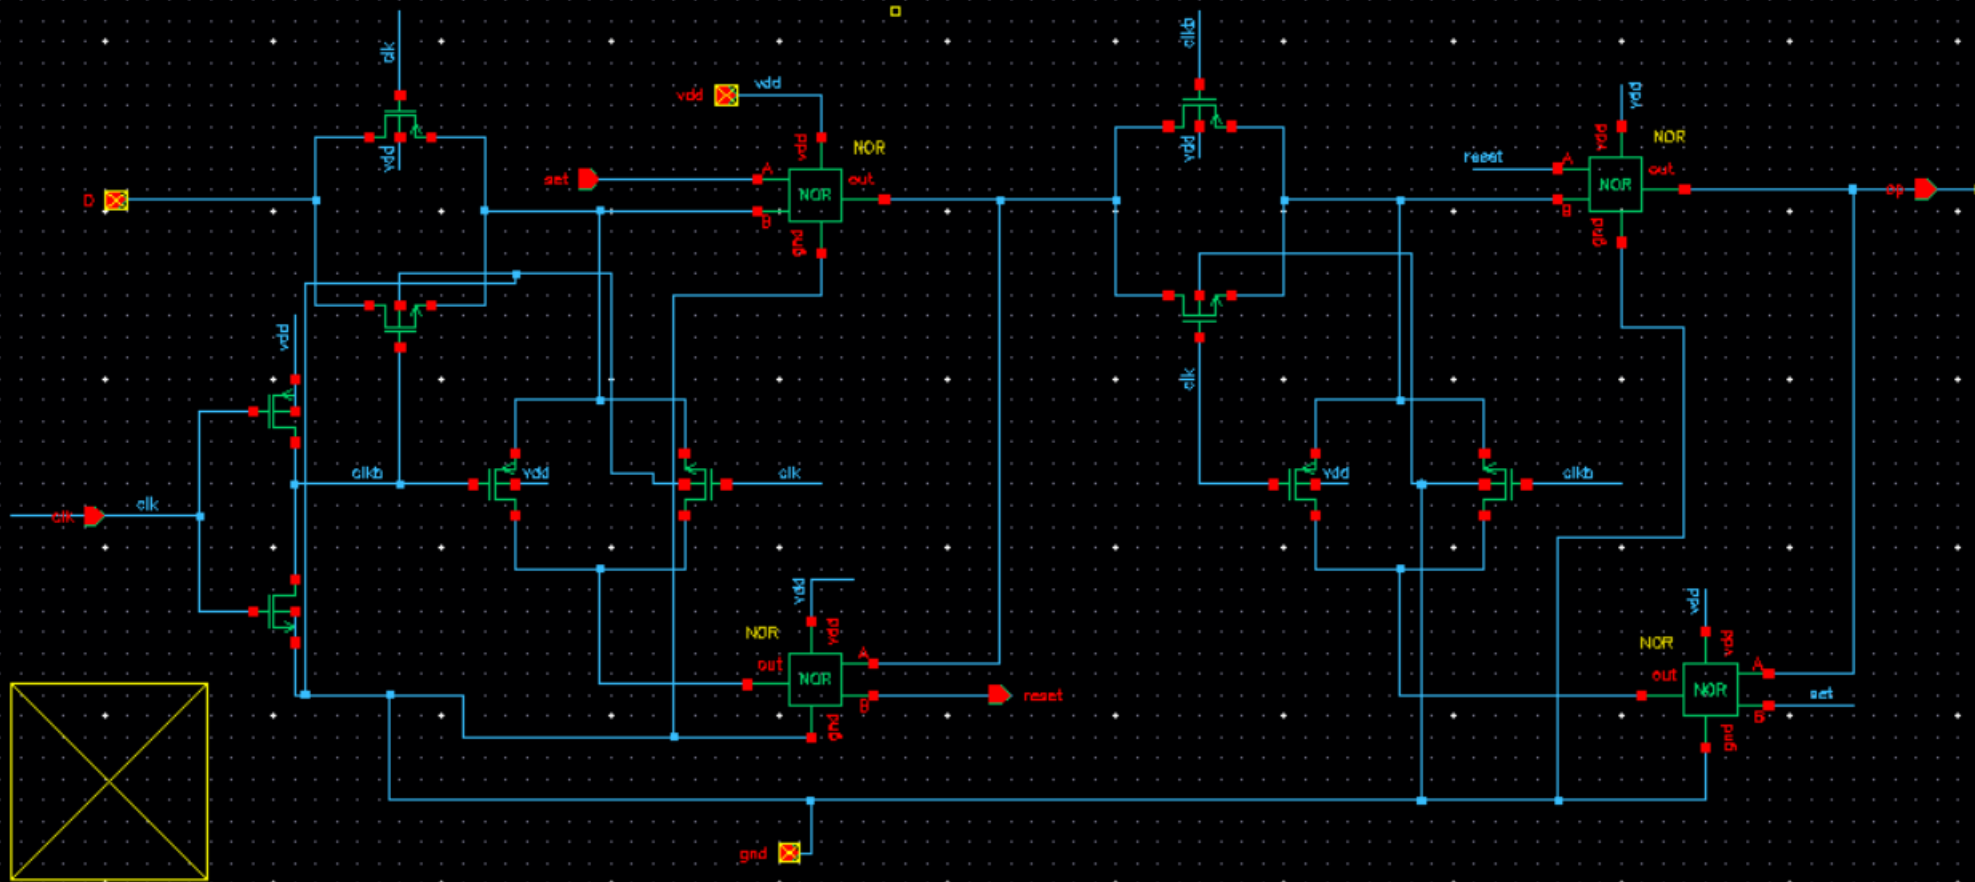 clk
clkb
vdd
vdd
vdd
vdd
vdd
NOR
NOR
reset
A
out
NOR
B
gnd
set
A
out
NOR
B
gnd
vdd
vdd
D
vdd
clk
clkb
vdd
clk
vdd
clkb
clk
clk
vdd
vdd
NOR
out
A
NOR
B
reset
gnd
vdd
vdd
NOR
out
A
NOR
set
B
gnd
gnd
op